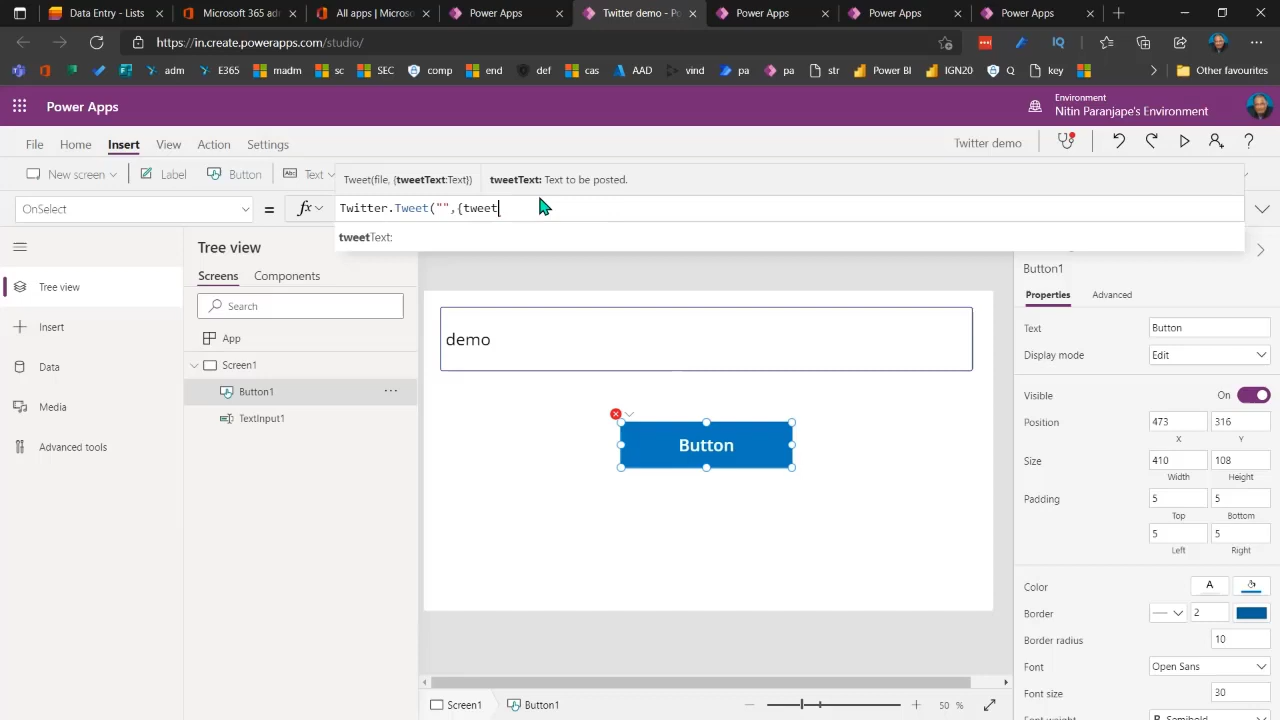 Data Entry - Lists
Microsoft 365 adr
All apps | Micros
Power Apps
Twitter demo - Po
Power Apps
Power Apps
Power Apps
https://in.create.powerapps.com/studio/
adm
E365
madm
sc
SEC
comp
end
def
cas
AAD
vind
pa
pa
str
Power BI
IGN20
Q
key
Other favourites
Power Apps
Environment
Nitin Paranjape's Environment
File
Home
Insert
View
Action
Settings
Twitter demo
New screen
Label
Button
Text
Tweet(file, {tweetText:Text})
tweetText: Text to be posted.
OnSelect
=
fx
Twitter.Tweet("",{tweet
tweetText:
Tree view
Screens
Components
Search
App
Screen1
Button1
TextInput1
Tree view
Insert
Data
Media
Advanced tools
demo
Button
Button1
Properties
Advanced
Text
Button
Display mode
Edit
Visible
On
Position
473
316
X
Y
Size
410
108
Width
Height
Padding
5
5
Top
Bottom
5
5
Left
Right
Color
A
Border
2
Border radius
10
Font
Open Sans
Font size
30
Screen1
Button1
50 %